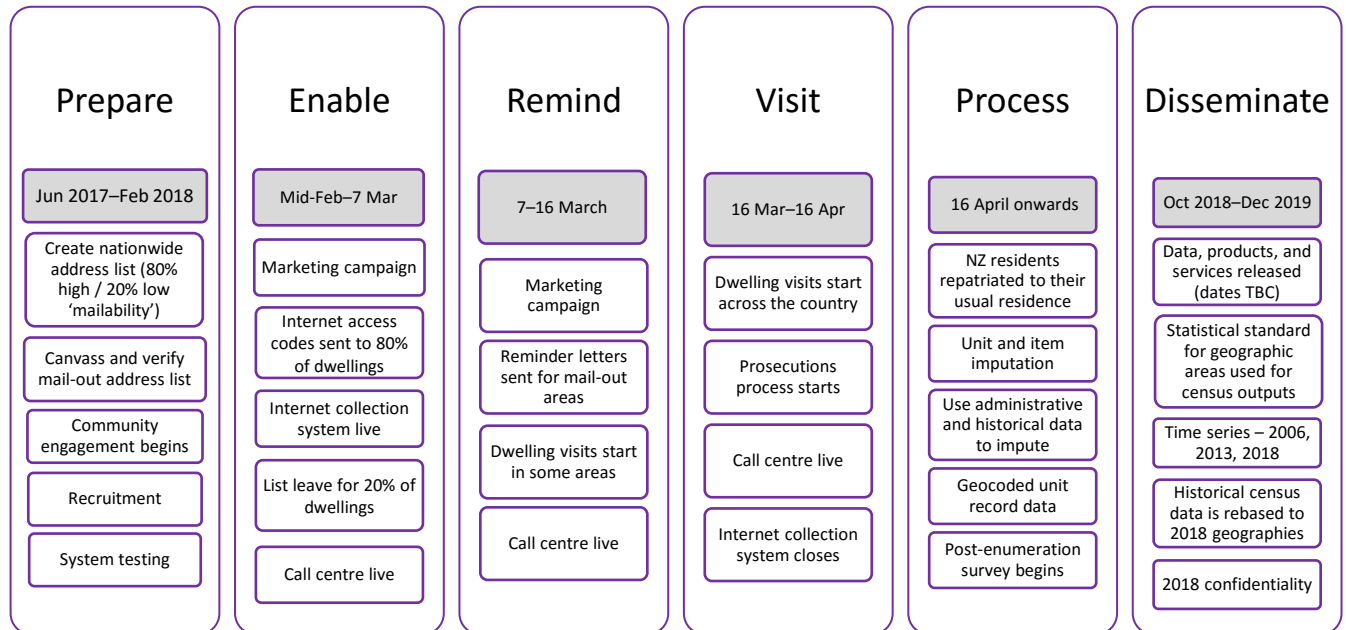 Prepare
Jun 2017–Feb 2018
Create nationwide
address list (80%
high / 20% low
‘mailability’)
Canvass and verify
mail-out address list
Community
engagement begins
Recruitment
System testing
Enable
Mid-Feb–7 Mar
Marketing campaign
Internet access
codes sent to 80%
of dwellings
Internet collection
system live
List leave for 20% of
dwellings
Call centre live
Remind
7–16 March
Marketing
campaign
Reminder letters
sent for mail-out
areas
Dwelling visits start
in some areas
Call centre live
Visit
16 Mar–16 Apr
Dwelling visits start
across the country
Prosecutions
process starts
Call centre live
Internet collection
system closes
Process
16 April onwards
NZ residents
repatriated to their
usual residence
Unit and item
imputation
Use administrative
and historical data
to impute
Geocoded unit
record data
Post-enumeration
survey begins
Disseminate
Oct 2018–Dec 2019
Data, products, and
services released
(dates TBC)
Statistical standard
for geographic
areas used for
census outputs
Time series – 2006,
2013, 2018
Historical census
data is rebased to
2018 geographies
2018 confidentiality